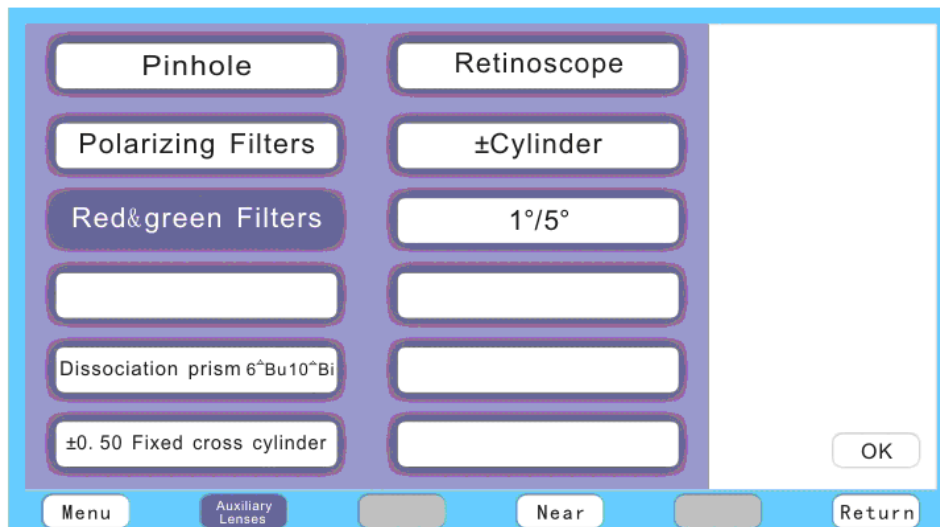 Pinhole
Retinoscope
Polarizing Filters
±Cylinder
Red&green Filters
1°/5°
Dissociation prism 6^Bu10^Bi
±0. 50 Fixed cross cylinder
OK
Menu
Auxiliary
Lenses
Near
Return